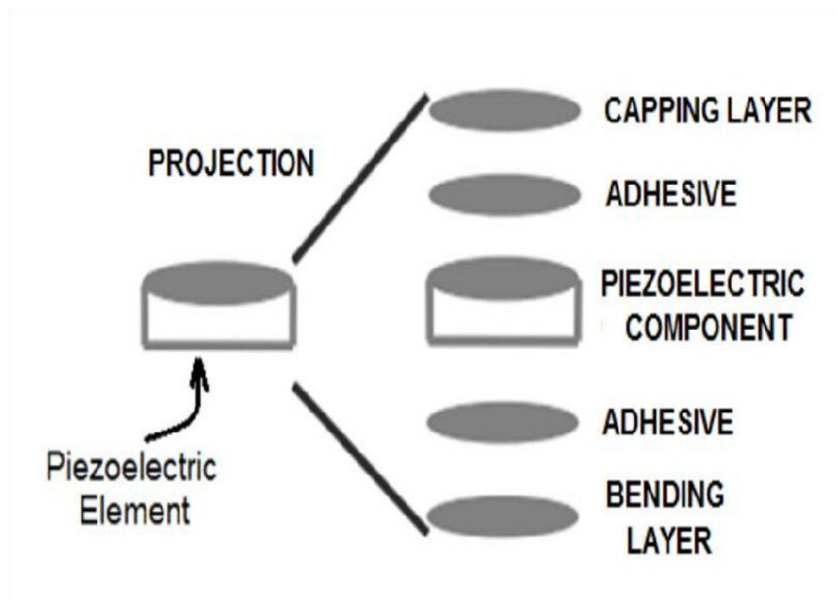 PROJECTION
Piezoelectric
Element
CAPPING LAYER
ADHESIVE
PIEZOELECTRIC
COMPONENT
ADHESIVE
BENDING
LAYER